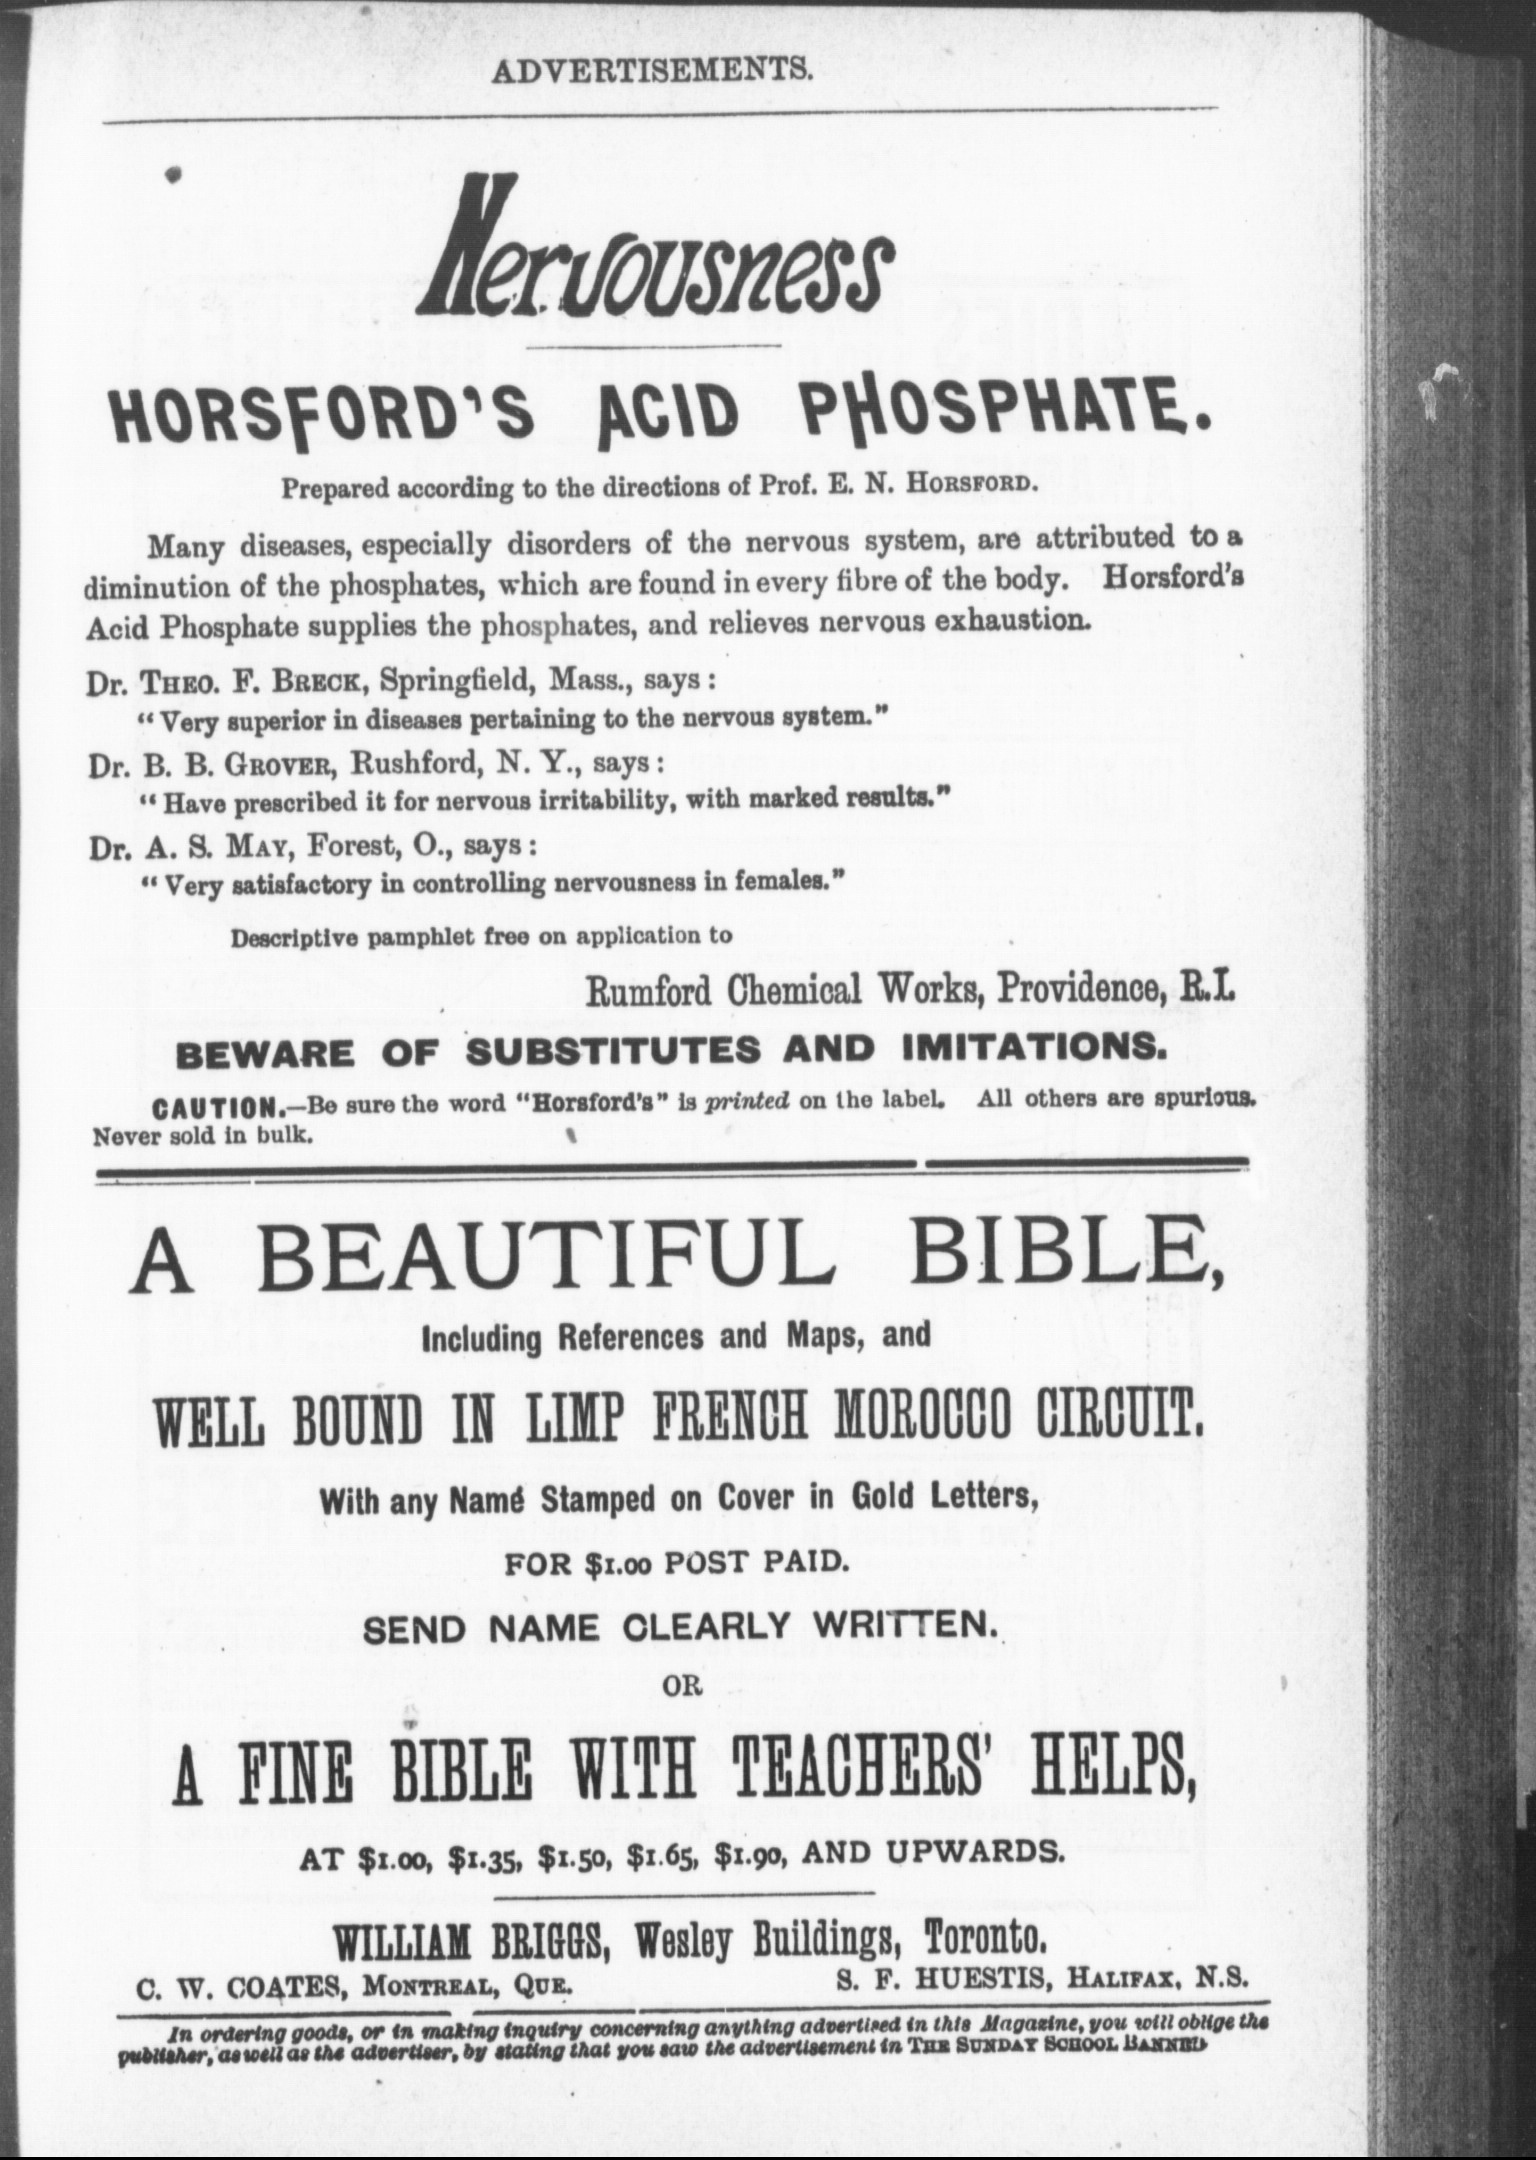 ADVERTISEMENTS.
Nervousness
HORSFORD'S ACID PHOSPHATE.
Prepared according to the directions of Prof. E. N. HORSFORD.
Many diseases, especially disorders of the nervous system, are attributed to a
diminution of the phosphates, which are found in every fibre of the body. Horsford's
Acid Phosphate supplies the phosphates, and relieves nervous exhaustion.
Dr. THEO. F. BRECK, Springfield, Mass., says:
"Very superior in diseases pertaining to the nervous system."
Dr. B. B. GROVER, Rushford, N. Y., says:
"Have prescribed it for nervous irritability, with marked results."
Dr. A. S. MAY, Forest, O., says:
"Very satisfactory in controlling nervousness in females."
Descriptive pamphlet free on application to
Rumford Chemical Works, Providence, R.I.
BEWARE OF SUBSTITUTES AND IMITATIONS.
CAUTION.—Be sure the word "Horsford's" is printed on the label. All others are spurious.
Never sold in bulk.
A BEAUTIFUL BIBLE,
Including References and Maps, and
WELL BOUND IN LIMP FRENCH MOROCCO CIRCUIT.
With any Name Stamped on Cover in Gold Letters,
FOR $1.00 POST PAID.
SEND NAME CLEARLY WRITTEN.
OR
A FINE BIBLE WITH TEACHERS' HELPS,
AT $1.00, $1.35, $1.50, $1.65, $1.90, AND UPWARDS.
WILLIAM BRIGGS, Wesley Buildings, Toronto.
C. W. COATES, MONTREAL, QUE. S. F. HUESTIS, HALIFAX, N.S.
In ordering goods, or in making inquiry concerning anything advertised in this Magazine, you will oblige the
publisher, as well as the advertiser, by stating that you saw the advertisement in THE SUNDAY SCHOOL BANNER